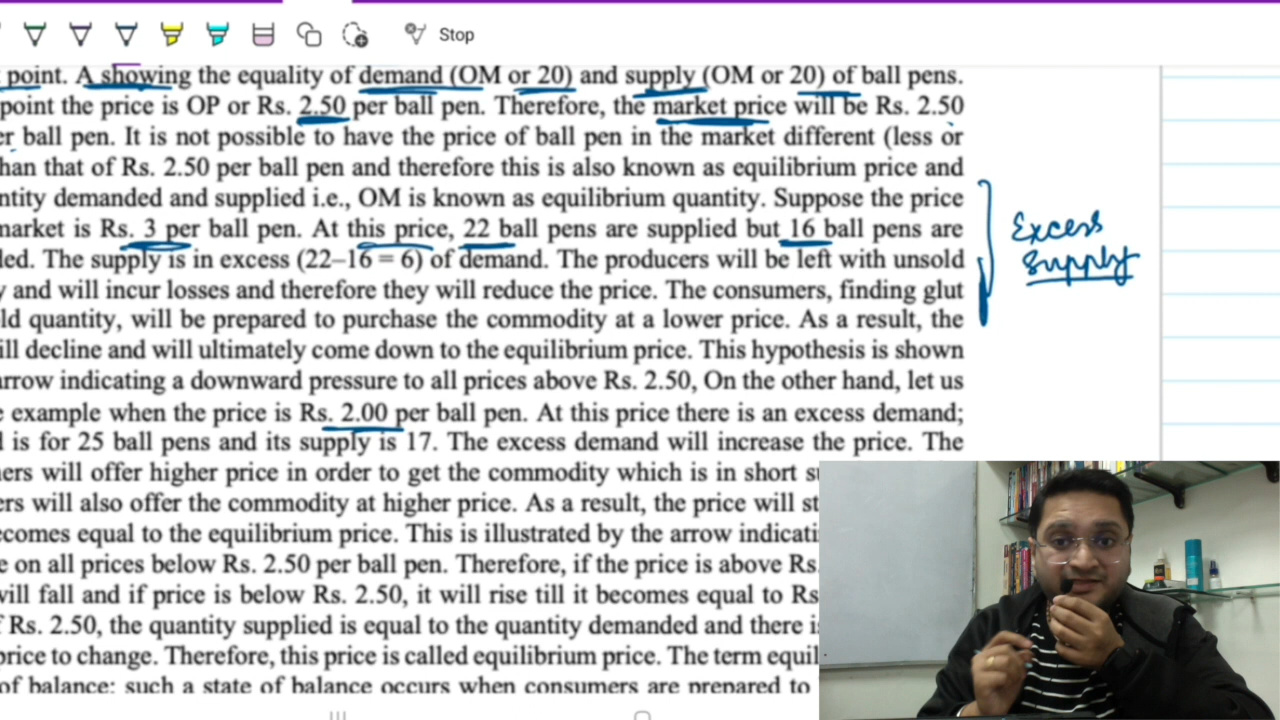 Stop
point. A showing the equality of demand (OM or 20) and supply (OM or 20) of ball pens.
point the price is OP or Rs. 2.50 per ball pen. Therefore, the market price will be Rs. 2.50
er ball pen. It is not possible to have the price of ball pen in the market different (less or
han that of Rs. 2.50 per ball pen and therefore this is also known as equilibrium price and
ntity demanded and supplied i.e., OM is known as equilibrium quantity. Suppose the price
market is Rs. 3 per ball pen. At this price, 22 ball pens are supplied but 16 ball pens are
led. The supply is in excess (22–16 = 6) of demand. The producers will be left with unsold
y and will incur losses and therefore they will reduce the price. The consumers, finding glut
ld quantity, will be prepared to purchase the commodity at a lower price. As a result, the
ill decline and will ultimately come down to the equilibrium price. This hypothesis is shown
arrow indicating a downward pressure to all prices above Rs. 2.50, On the other hand, let us
e example when the price is Rs. 2.00 per ball pen. At this price there is an excess demand;
l is for 25 ball pens and its supply is 17. The excess demand will increase the price. The
ers will offer higher price in order to get the commodity which is in short su
ers will also offer the commodity at higher price. As a result, the price will st
ecomes equal to the equilibrium price. This is illustrated by the arrow indicati
e on all prices below Rs. 2.50 per ball pen. Therefore, if the price is above Rs.
will fall and if price is below Rs. 2.50, it will rise till it becomes equal to Rs
f Rs. 2.50, the quantity supplied is equal to the quantity demanded and there i
price to change. Therefore, this price is called equilibrium price. The term equil
of balance: such a state of balance occurs when consumers are prepared to
Excess
Supply